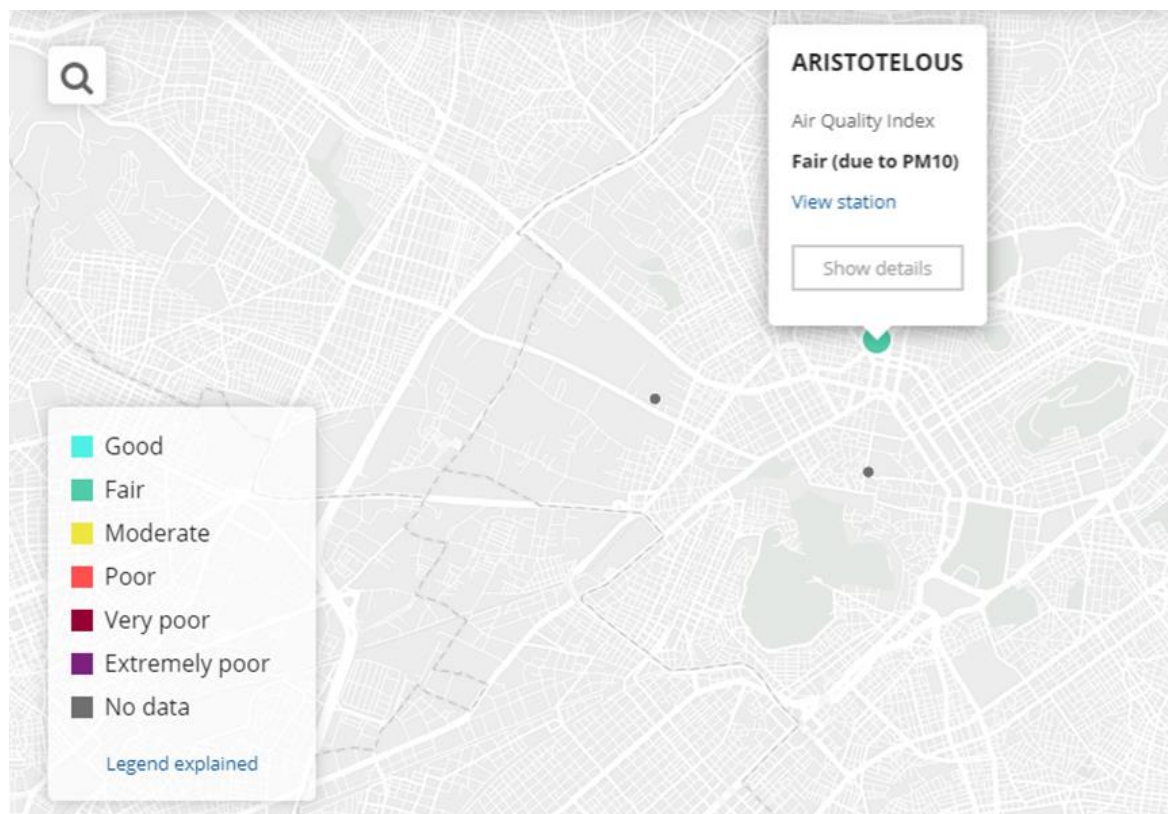 ARISTOTELOUS
Air Quality Index
Fair (due to PM10)
View station
Show details
Good
Fair
Moderate
Poor
Very poor
Extremely poor
No data
Legend explained